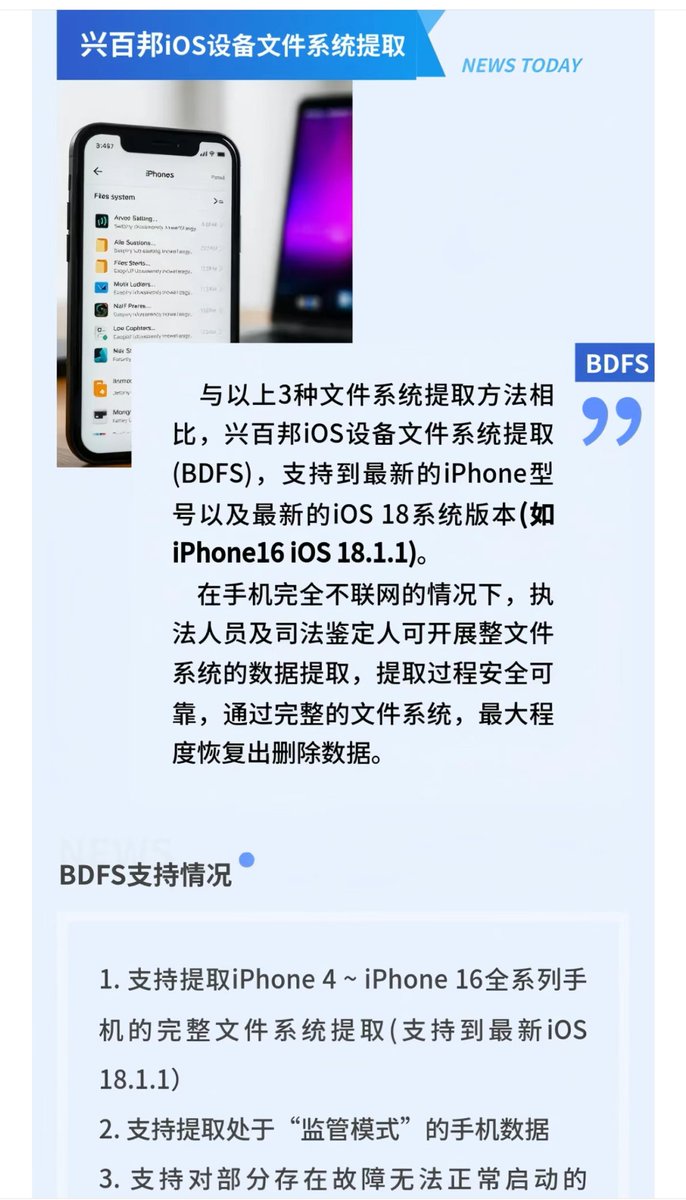 兴百邦iOS设备文件系统提取
NEWS TODAY
iPhones
Files system
BDFS
与以上3种文件系统提取方法相
比，兴百邦iOS设备文件系统提取
(BDFS)，支持到最新的iPhone型
号以及最新的iOS 18系统版本(如
iPhone16 iOS 18.1.1)。
在手机完全不联网的情况下，执
法人员及司法鉴定人可开展整文件
系统的数据提取，提取过程安全可
靠，通过完整的文件系统，最大程
度恢复出删除数据。
NEWS
BDFS支持情况
1. 支持提取iPhone 4 ~ iPhone 16全系列手
机的完整文件系统提取(支持到最新iOS
18.1.1）
2. 支持提取处于“监管模式”的手机数据
3. 支持对部分存在故障无法正常启动的